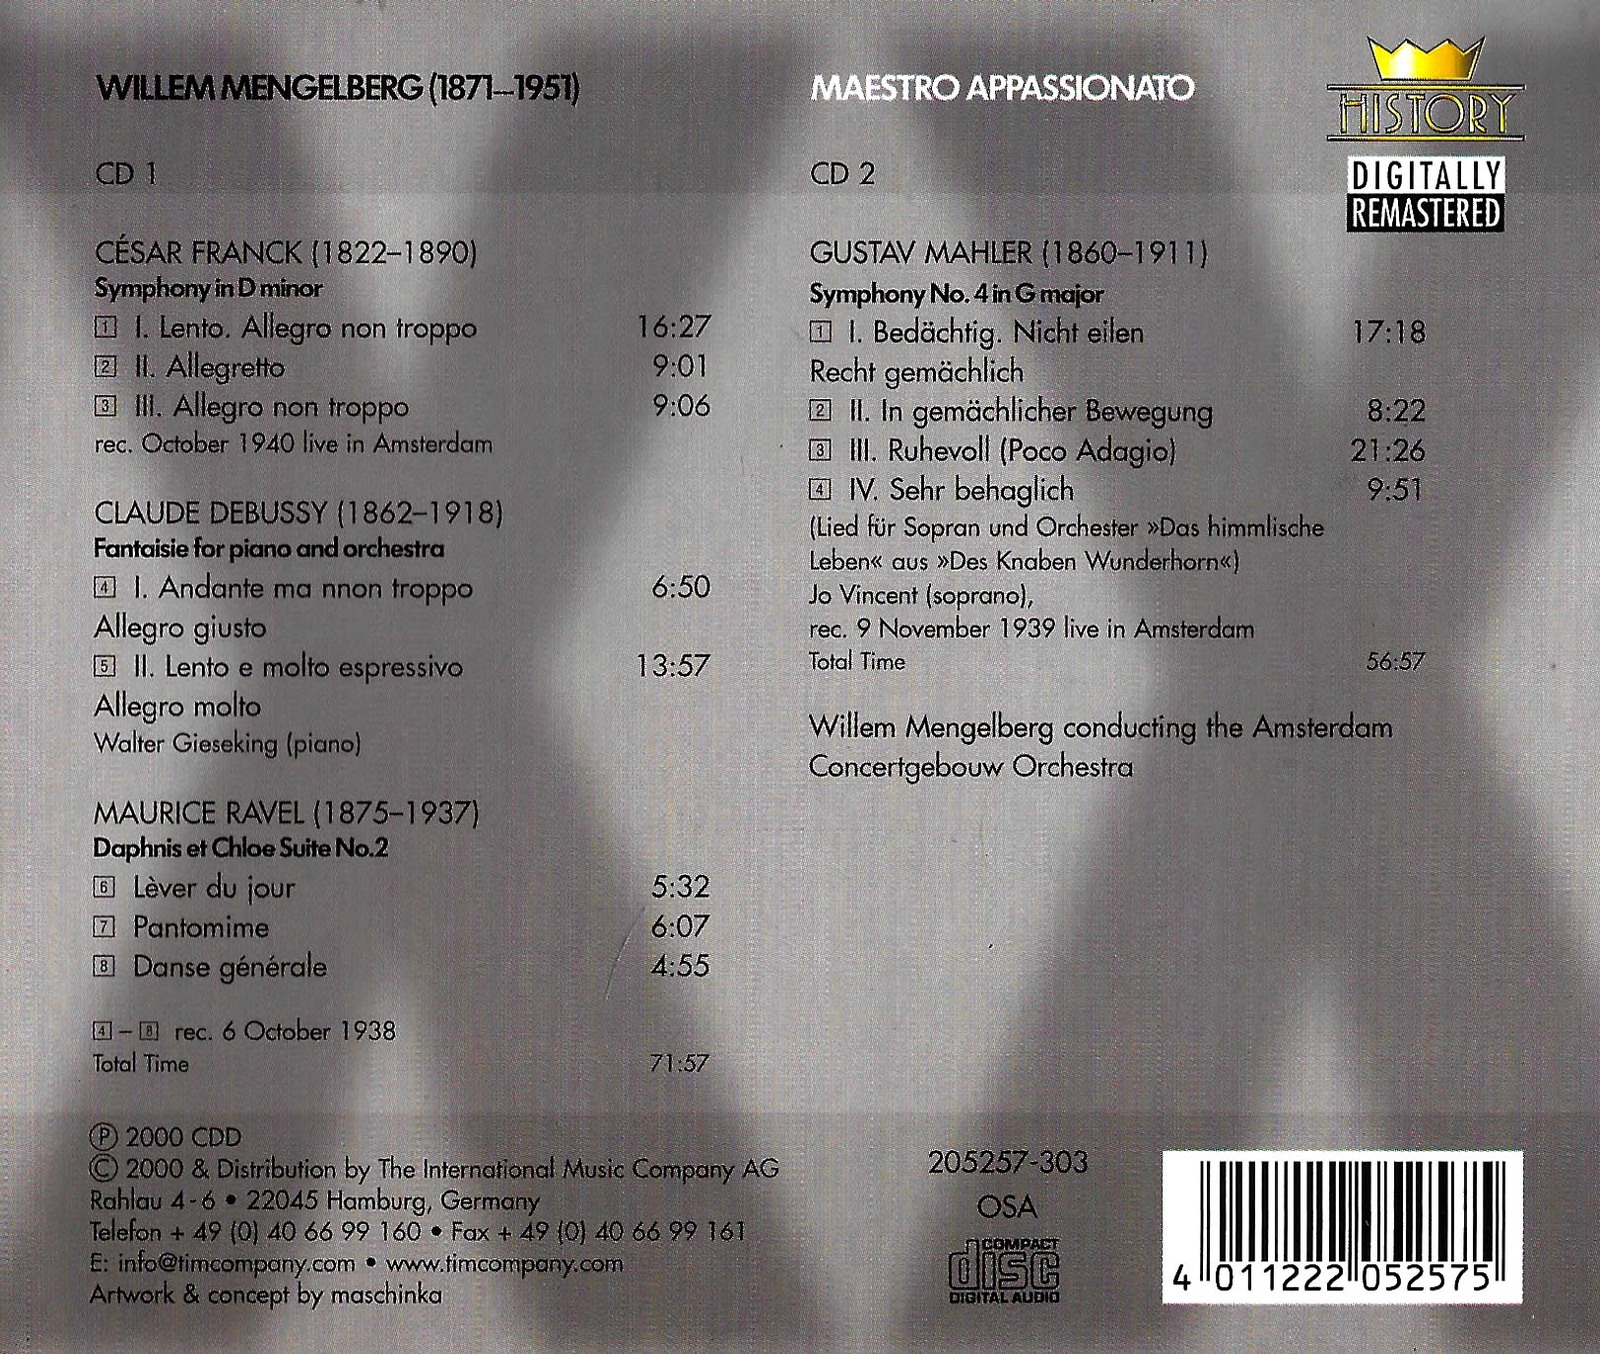 WILLEM MENGELBERG (1871–1951)
CD 1
CÉSAR FRANCK (1822–1890)
Symphony in D minor
1 I. Lento. Allegro non troppo 16:27
2 II. Allegretto 9:01
3 III. Allegro non troppo 9:06
rec. October 1940 live in Amsterdam
CLAUDE DEBUSSY (1862–1918)
Fantaisie for piano and orchestra
4 I. Andante ma nnon troppo 6:50
Allegro giusto
5 II. Lento e molto espressivo 13:57
Allegro molto
Walter Gieseking (piano)
MAURICE RAVEL (1875–1937)
Daphnis et Chloe Suite No.2
6 Lèver du jour 5:32
7 Pantomime 6:07
8 Danse générale 4:55
4 – 8 rec. 6 October 1938
Total Time 71:57
MAESTRO APPASSIONATO
CD 2
GUSTAV MAHLER (1860–1911)
Symphony No. 4 in G major
1 I. Bedächtig. Nicht eilen 17:18
Recht gemächlich
2 II. In gemächlicher Bewegung 8:22
3 III. Ruhevoll (Poco Adagio) 21:26
4 IV. Sehr behaglich 9:51
(Lied für Sopran und Orchester »Das himmlische
Leben« aus »Des Knaben Wunderhorn«)
Jo Vincent (soprano),
rec. 9 November 1939 live in Amsterdam
Total Time 56:57
Willem Mengelberg conducting the Amsterdam
Concertgebouw Orchestra
HISTORY
DIGITALLY
REMASTERED
Ⓟ 2000 CDD
© 2000 & Distribution by The International Music Company AG
Rahlau 4-6 • 22045 Hamburg, Germany
Telefon + 49 (0) 40 66 99 160 • Fax + 49 (0) 40 66 99 161
E: info@timcompany.com • www.timcompany.com
Artwork & concept by maschinka
205257-303
OSA
COMPACT
disc
DIGITAL AUDIO
4 011222 052575